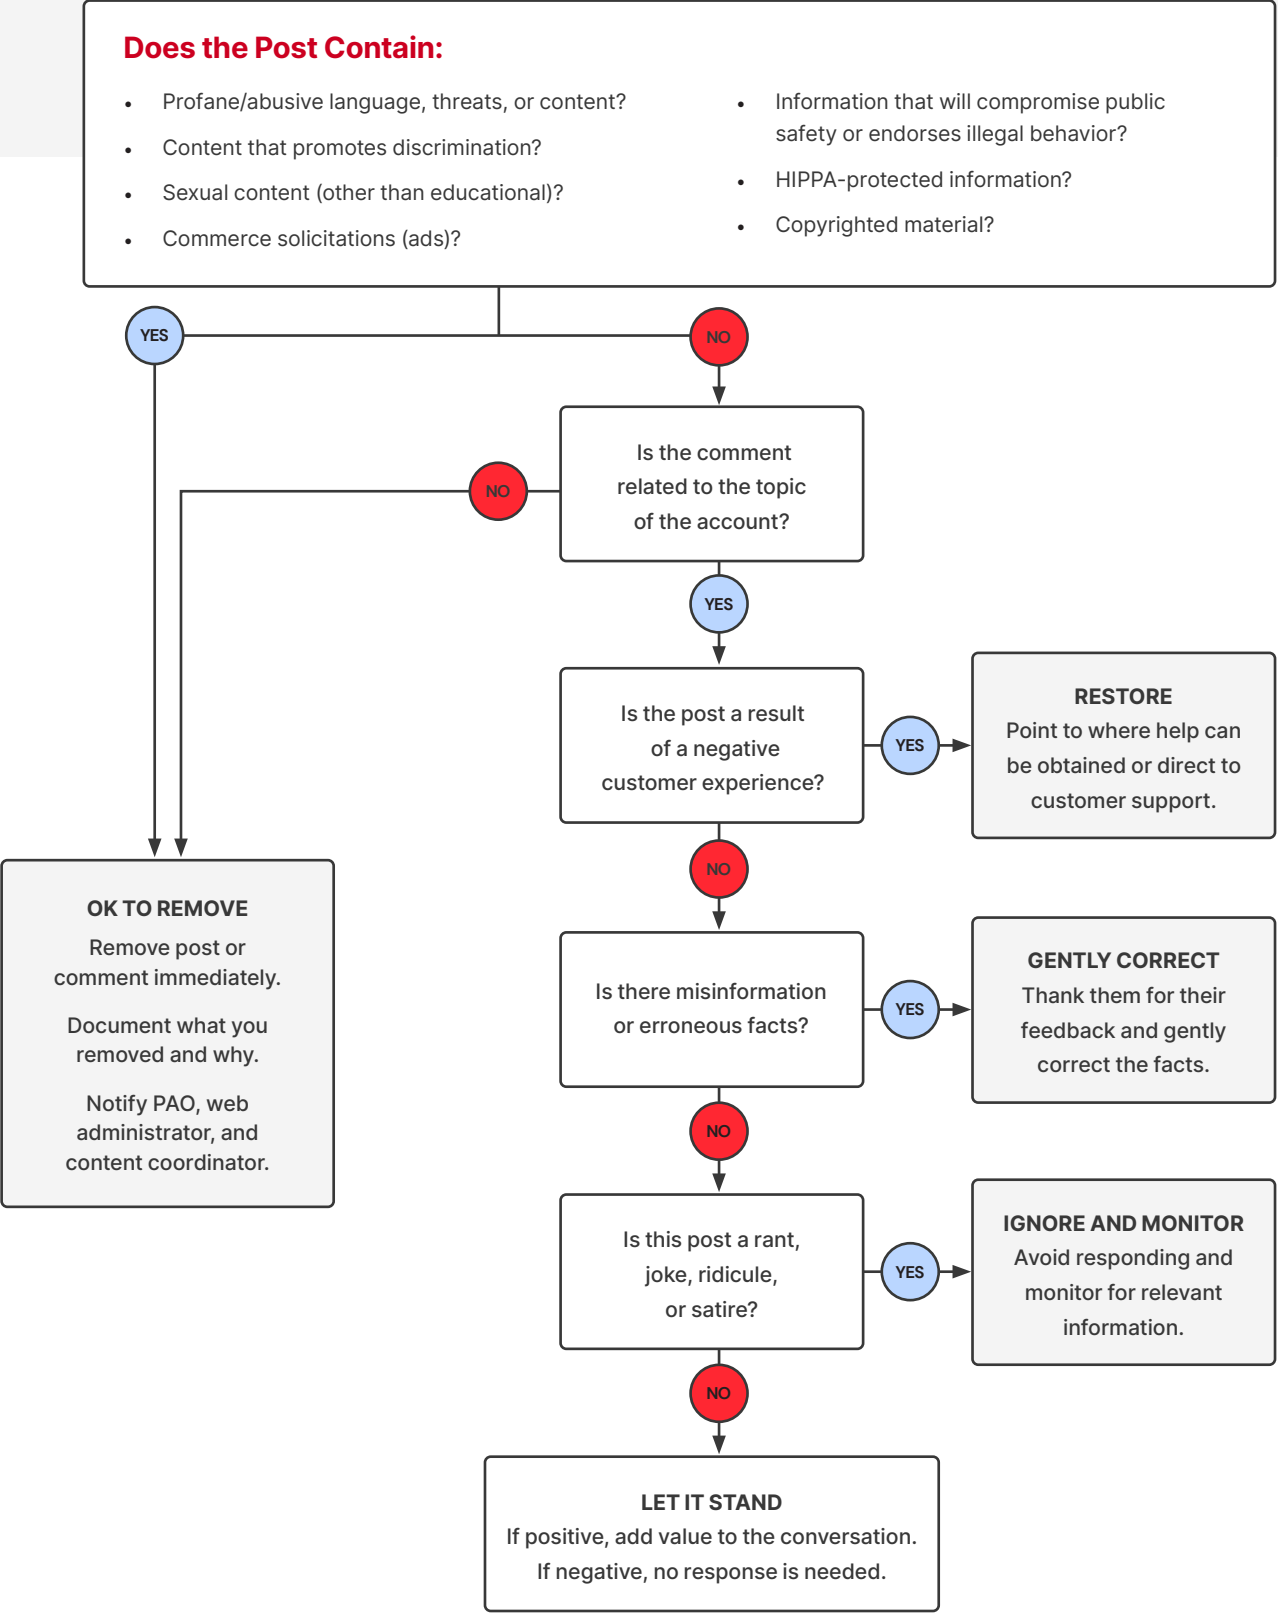 Does the Post Contain:
• Profane/abusive language, threats, or content?
• Content that promotes discrimination?
• Sexual content (other than educational)?
• Commerce solicitations (ads)?
• Information that will compromise public
safety or endorses illegal behavior?
• HIPPA-protected information?
• Copyrighted material?
YES
NO
Is the comment
related to the topic
of the account?
NO
YES
Is the post a result
of a negative
customer experience?
YES
RESTORE
Point to where help can
be obtained or direct to
customer support.
NO
OK TO REMOVE
Remove post or
comment immediately.
Document what you
removed and why.
Notify PAO, web
administrator, and
content coordinator.
Is there misinformation
or erroneous facts?
YES
GENTLY CORRECT
Thank them for their
feedback and gently
correct the facts.
NO
Is this post a rant,
joke, ridicule,
or satire?
YES
IGNORE AND MONITOR
Avoid responding and
monitor for relevant
information.
NO
LET IT STAND
If positive, add value to the conversation.
If negative, no response is needed.